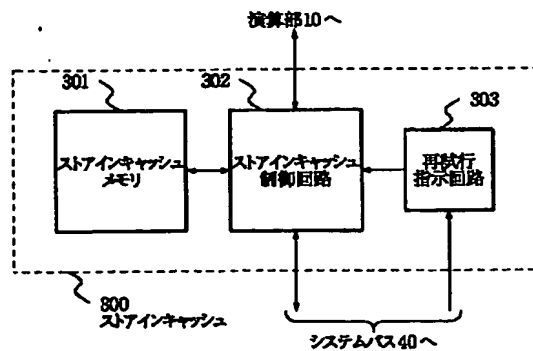 演算部10へ
301
302
303
ストアインキャッシュ
メモリ
ストアインキャッシュ
制御回路
再試行
指示回路
300
ストアインキャッシュ
システムバス40へ